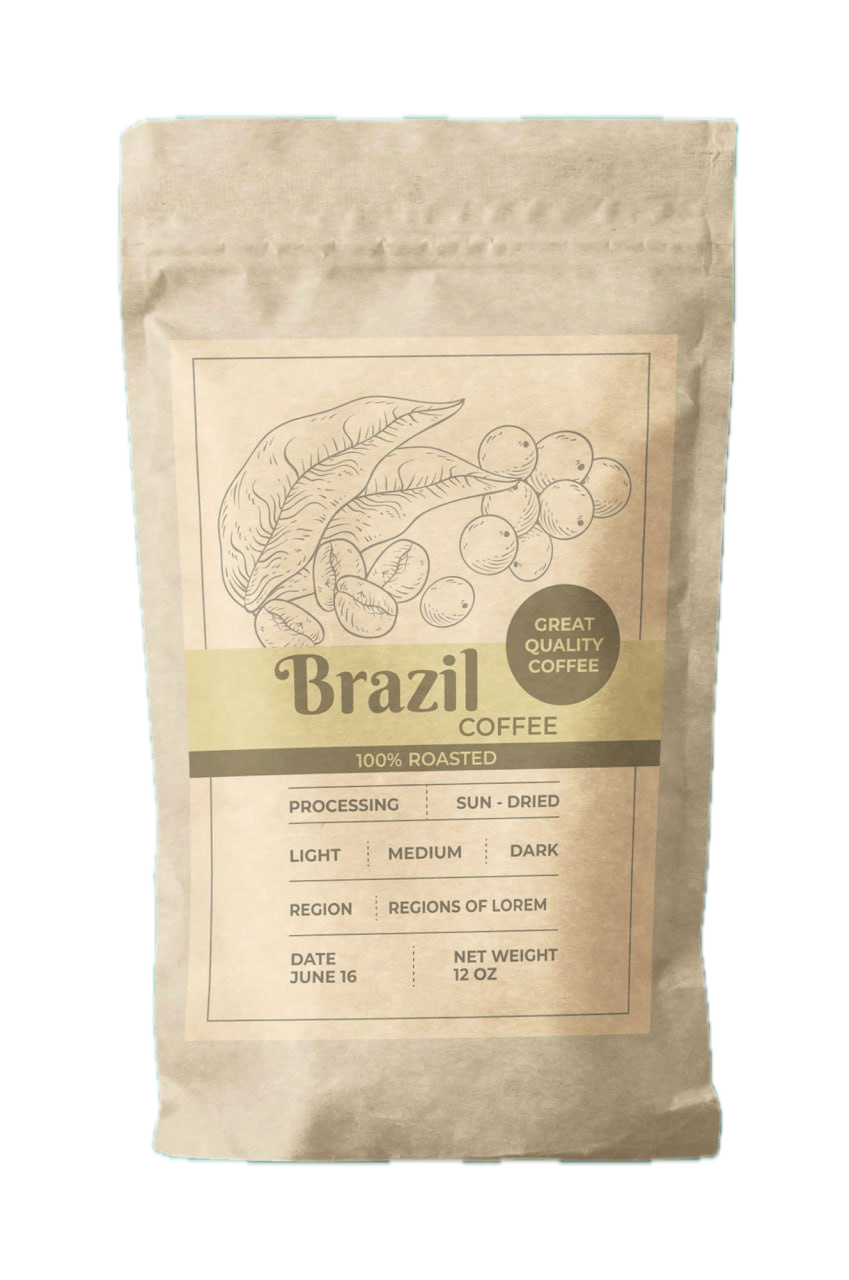 GREAT
QUALITY
COFFEE
Brazil
COFFEE
100% ROASTED
PROCESSING SUN - DRIED
LIGHT MEDIUM DARK
REGION REGIONS OF LOREM
DATE NET WEIGHT
JUNE 16 12 OZ